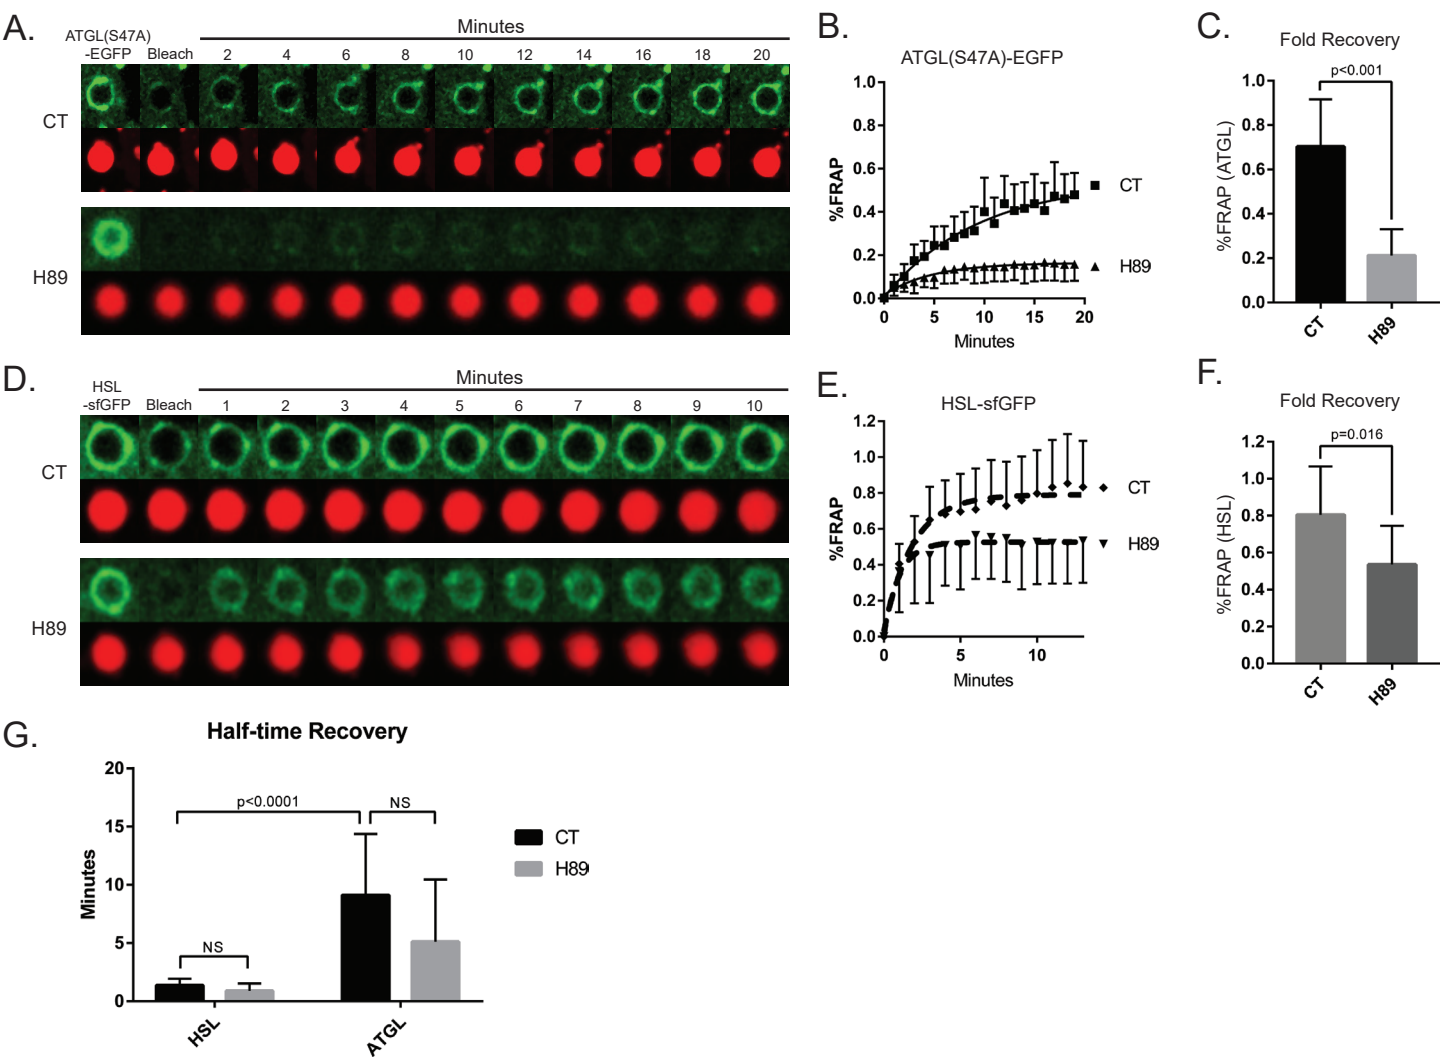 A.
ATGL(S47A)
-EGFP Bleach
Minutes
2 4 6 8 10 12 14 16 18 20
CT
H89
B.
ATGL(S47A)-EGFP
1.0
0.8
0.6
0.4
0.2
0.0
%FRAP
0 5 10 15 20
Minutes
CT
H89
C.
Fold Recovery
p<0.001
1.0
0.8
0.6
0.4
0.2
0.0
%FRAP (ATGL)
CT H89
D.
HSL
-sfGFP Bleach
Minutes
1 2 3 4 5 6 7 8 9 10
CT
H89
E.
HSL-sfGFP
1.2
1.0
0.8
0.6
0.4
0.2
0.0
%FRAP
0 5 10
Minutes
CT
H89
F.
Fold Recovery
p=0.016
1.2
1.0
0.8
0.6
0.4
0.2
0.0
%FRAP (HSL)
CT H89
G.
Half-time Recovery
20
15
10
5
0
Minutes
p<0.0001
NS
NS
HSL ATGL
CT
H89